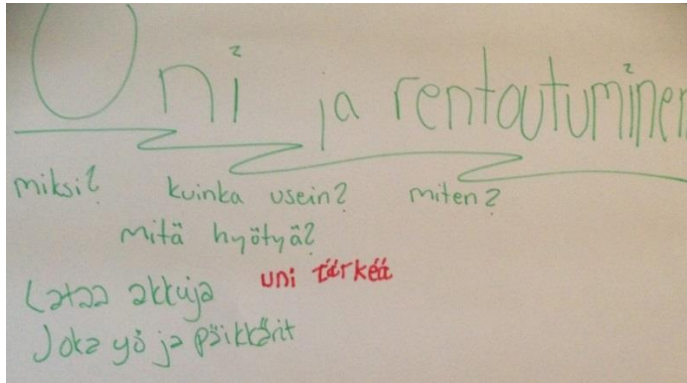 Uni ja rentoutuminen
miksi? kuinka usein? miten?
mitä hyötyä?
uni tärkeä
Lataa akkuja
Joka yö ja päikkärit